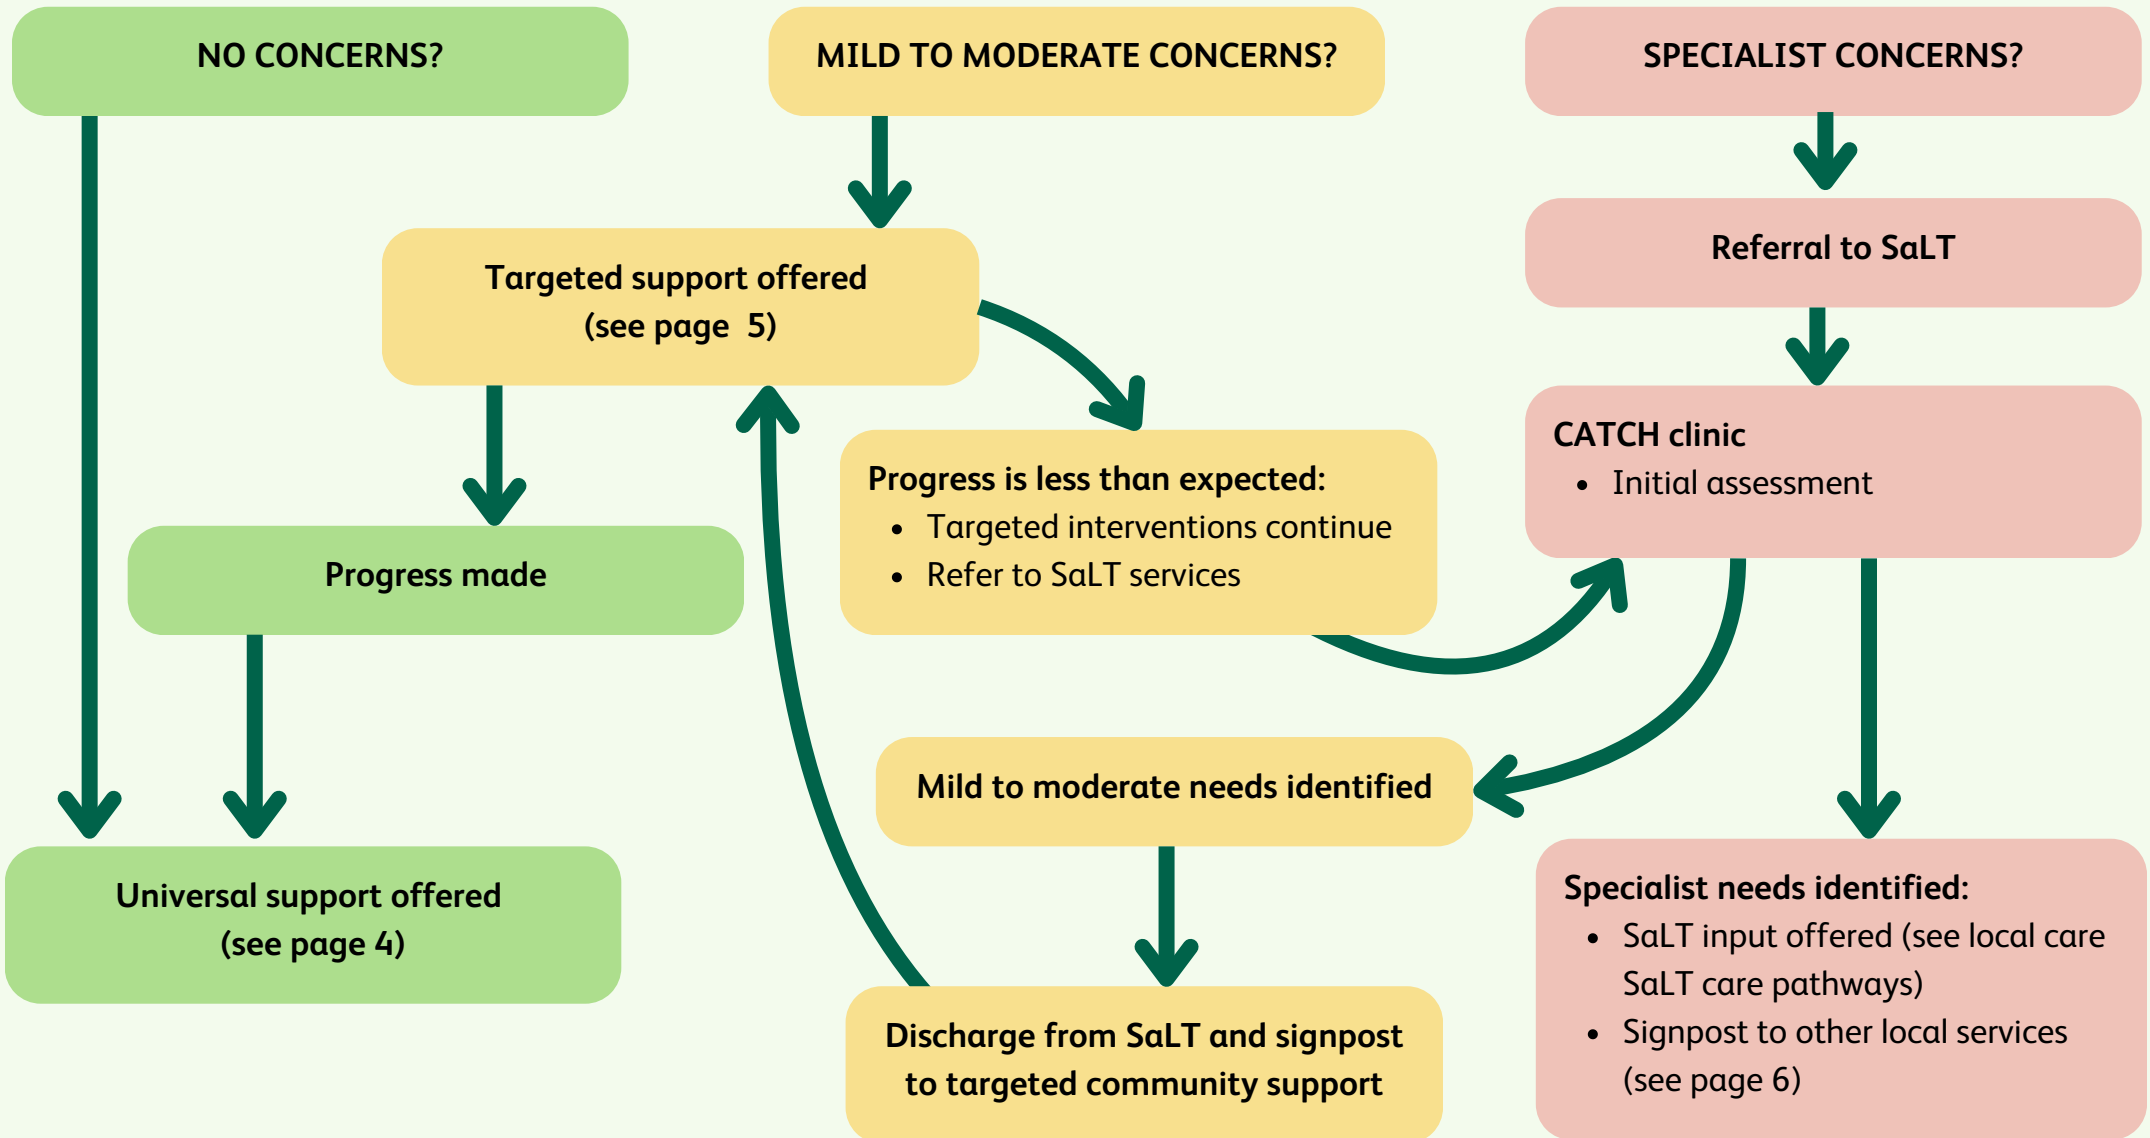 NO CONCERNS?
MILD TO MODERATE CONCERNS?
SPECIALIST CONCERNS?
Referral to SaLT
Targeted support offered
(see page 5)
CATCH clinic
• Initial assessment
Progress is less than expected:
• Targeted interventions continue
• Refer to SaLT services
Progress made
Mild to moderate needs identified
Universal support offered
(see page 4)
Specialist needs identified:
• SaLT input offered (see local care
SaLT care pathways)
• Signpost to other local services
(see page 6)
Discharge from SaLT and signpost
to targeted community support